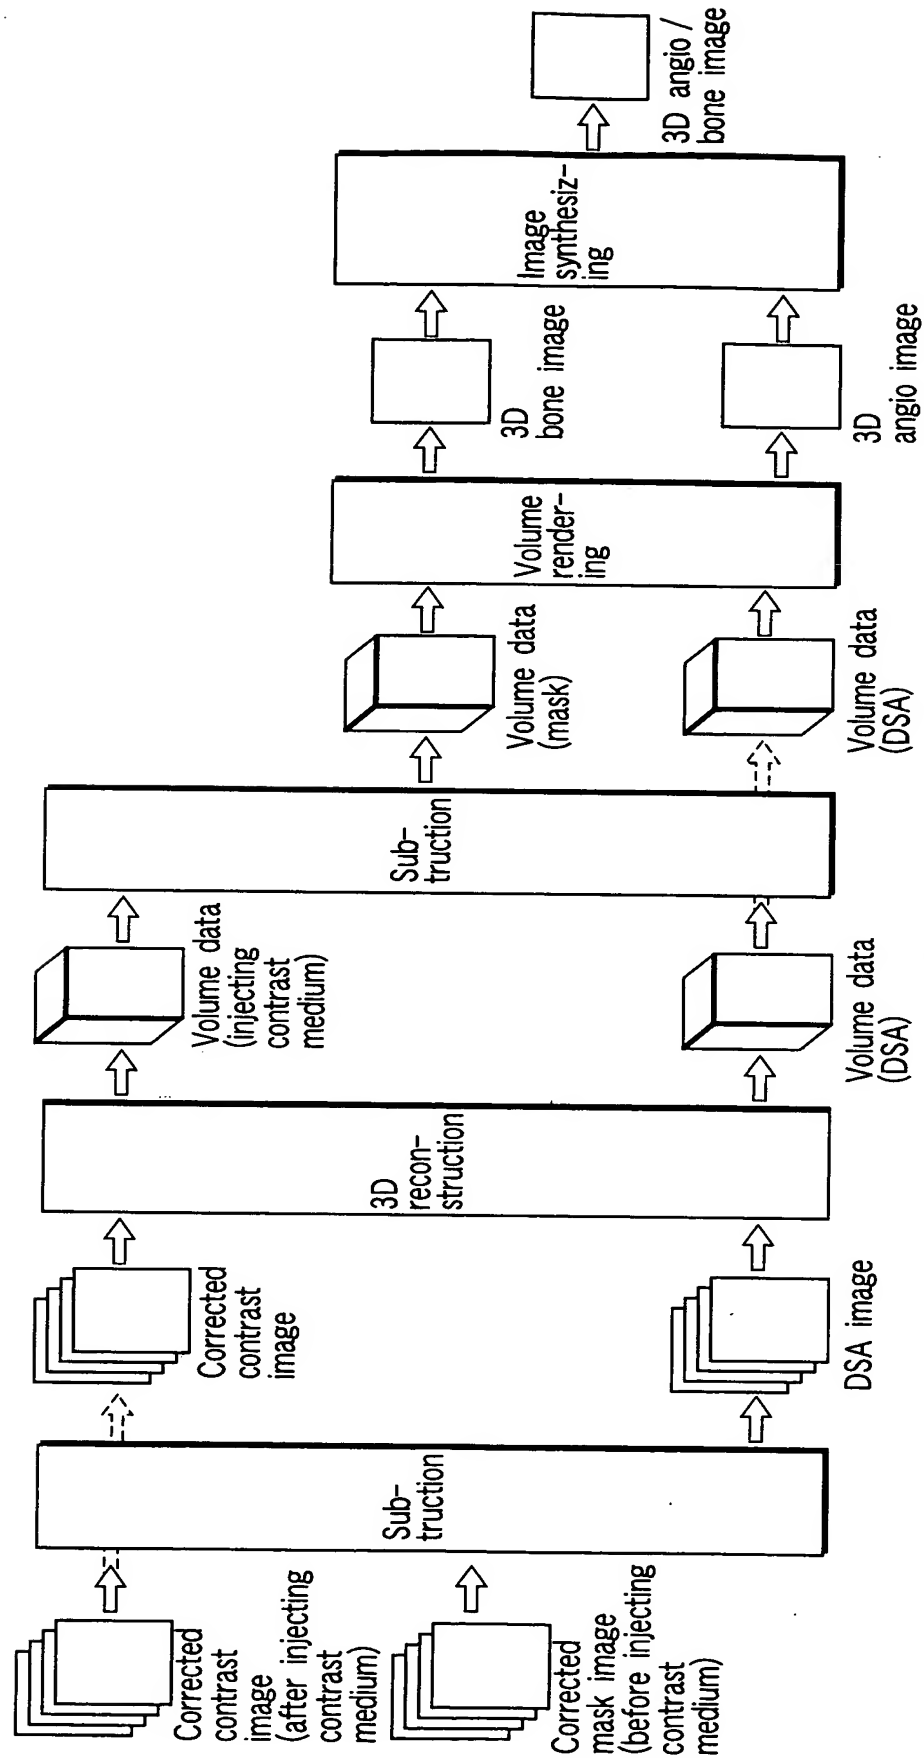 Corrected
contrast
image
(after injecting
contrast
medium)
Corrected
mask image
(before injecting
contrast
medium)
Sub-
truction
Corrected
contrast
image
DSA image
3D
recon-
struction
Volume data
(injecting
contrast
medium)
Volume data
(DSA)
Sub-
truction
Volume data
(mask)
Volume data
(DSA)
Volume
render-
ing
3D
bone image
3D
angio image
Image
synthesiz-
ing
3D angio/
bone image